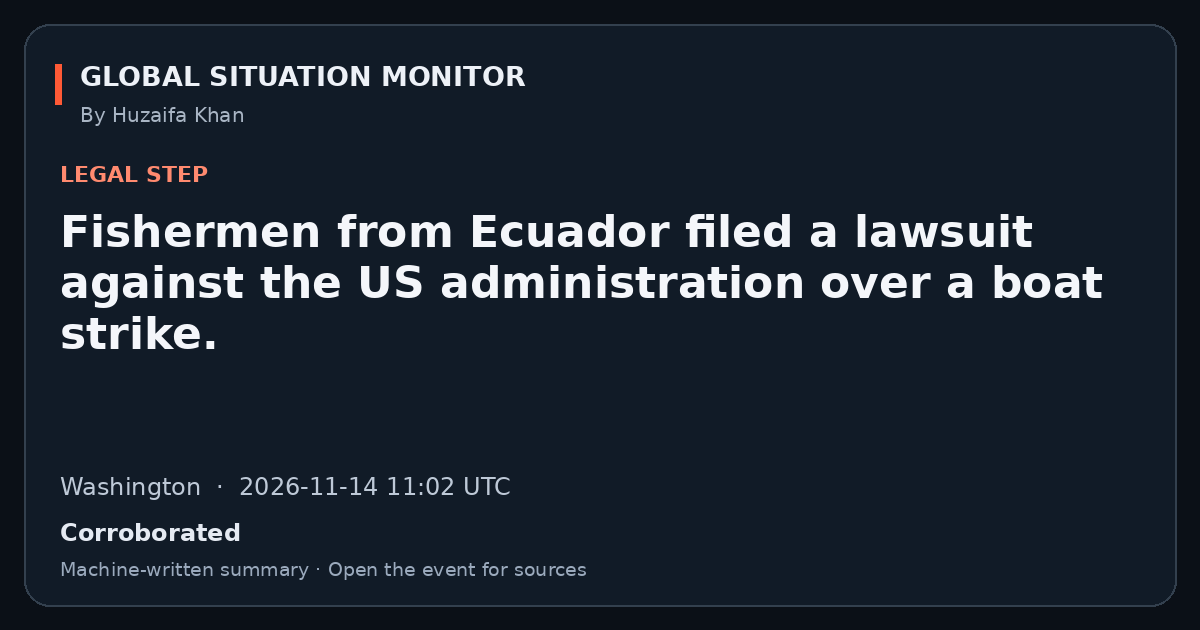 GLOBAL SITUATION MONITOR
By Huzaifa Khan
LEGAL STEP
Fishermen from Ecuador filed a lawsuit
against the US administration over a boat
strike.
Washington · 2026-11-14 11:02 UTC
Corroborated
Machine-written summary · Open the event for sources